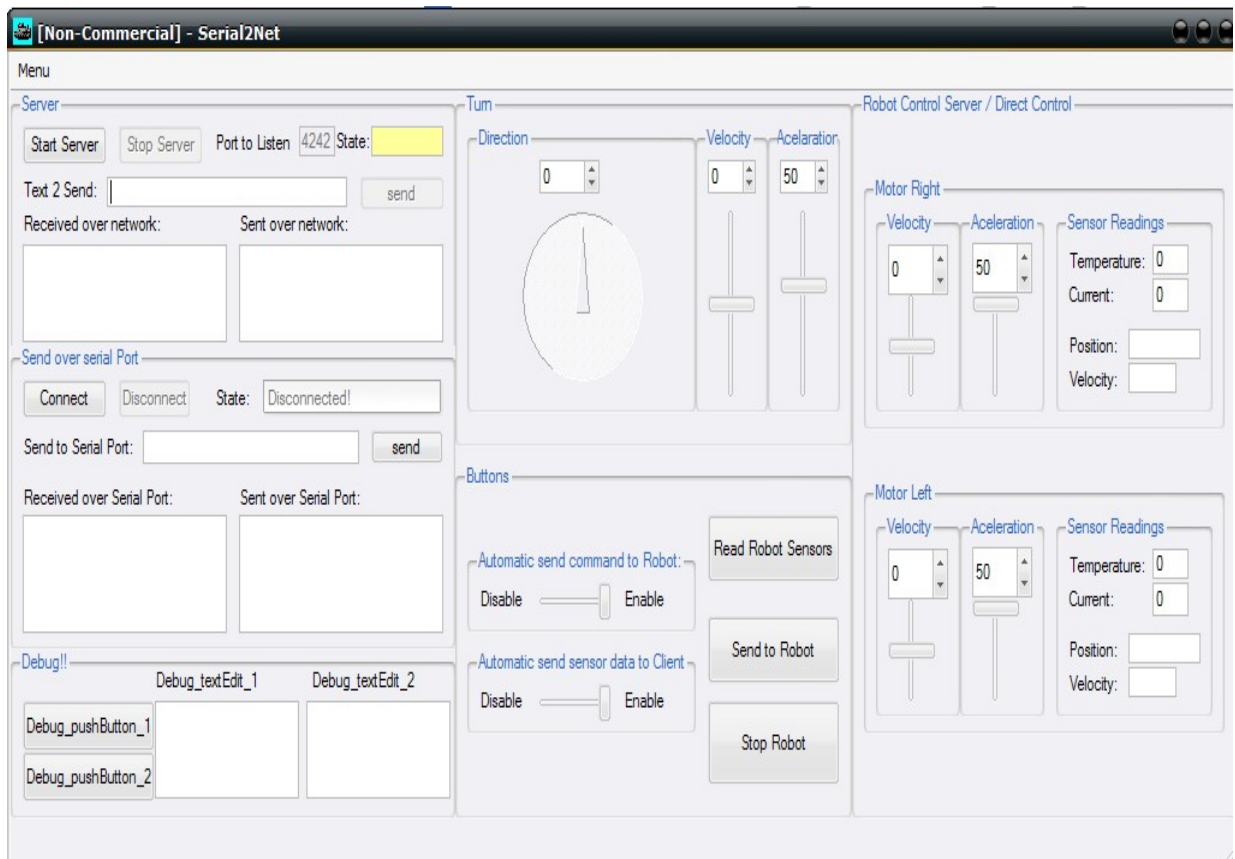 [Non-Commercial] - Serial2Net
Menu
Server
Start Server
Stop Server
Port to Listen
4242
State:
Text 2 Send:
send
Received over network:
Sent over network:
Send over serial Port
Connect
Disconnect
State:
Disconnected!
Send to Serial Port:
send
Received over Serial Port:
Sent over Serial Port:
Debug!!
Debug_textEdit_1
Debug_textEdit_2
Debug_pushButton_1
Debug_pushButton_2
Turn
Direction
0
Velocity
0
Acelaration
50
Buttons
Automatic send command to Robot:
Disable
Enable
Automatic send sensor data to Client
Disable
Enable
Read Robot Sensors
Send to Robot
Stop Robot
Robot Control Server / Direct Control
Motor Right
Velocity
0
Aceleration
50
Sensor Readings
Temperature: 0
Current: 0
Position:
Velocity:
Motor Left
Velocity
0
Aceleration
50
Sensor Readings
Temperature: 0
Current: 0
Position:
Velocity: